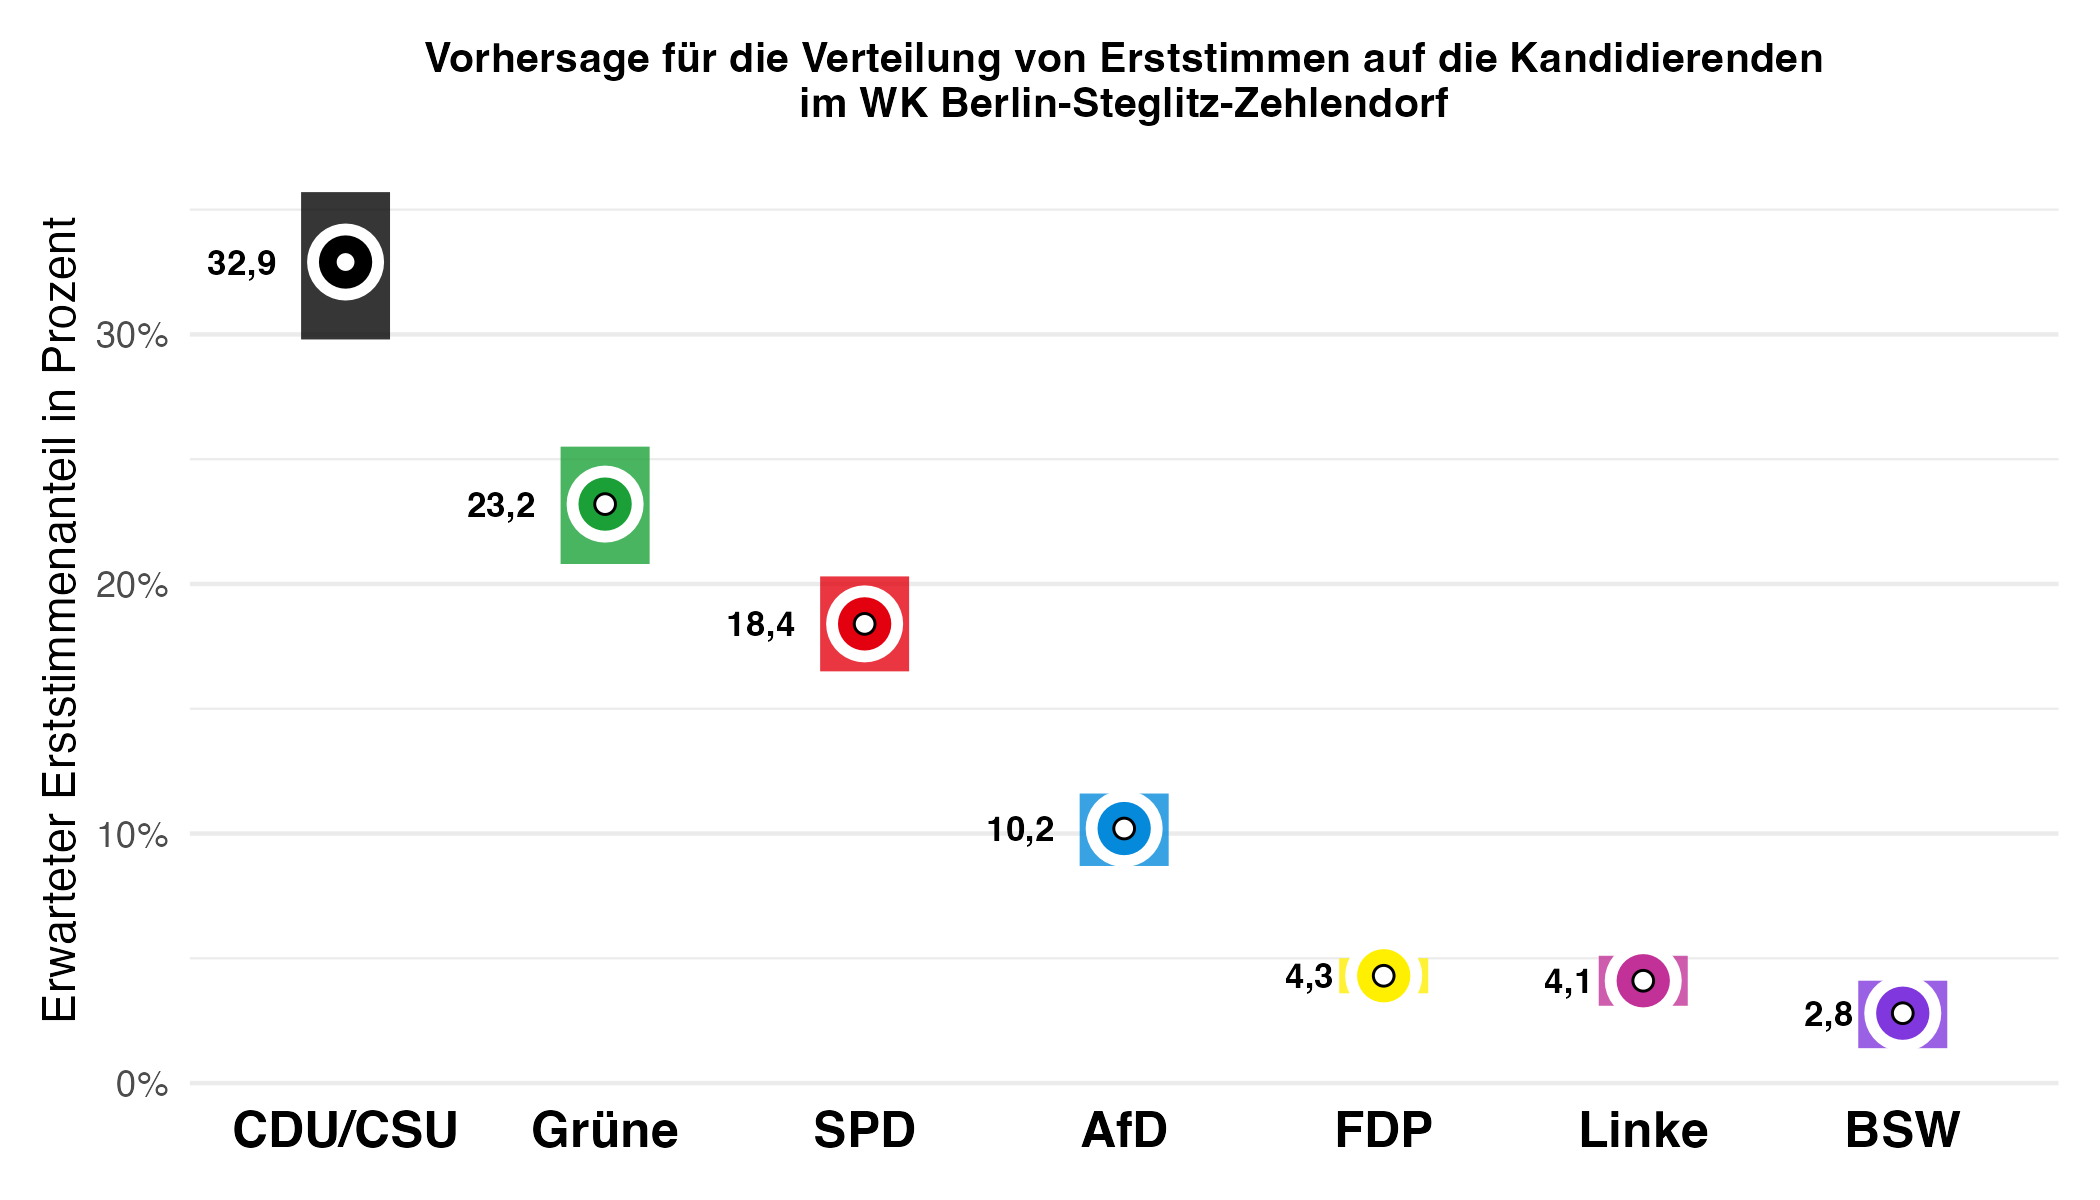 Vorhersage für die Verteilung von Erststimmen auf die Kandidierenden
im WK Berlin-Steglitz-Zehlendorf
Erwarteter Erststimmenanteil in Prozent
30%
20%
10%
0%
32,9
23,2
18,4
10,2
4,3
4,1
2,8
CDU/CSU
Grüne
SPD
AfD
FDP
Linke
BSW